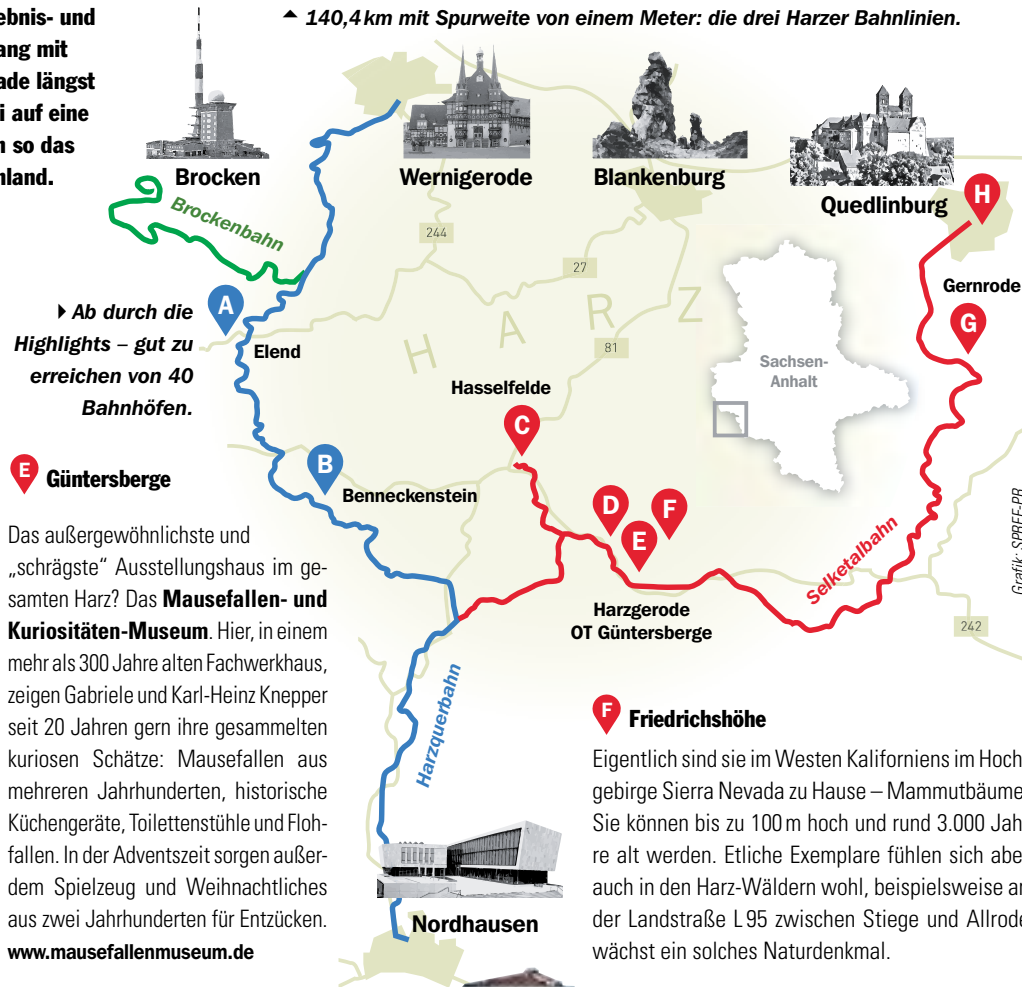 ebnis- und
ang mit
ade längst
i auf eine
so das
nland.
140,4 km mit Spurweite von einem Meter: die drei Harzer Bahnlinien.
Brocken
Wernigerode
Blankenburg
Quedlinburg
H
Brockenbahn
244
27
A
Ab durch die
Highlights – gut zu
erreichen von 40
Bahnhöfen.
Elend
HARZ
81
Gernrode
G
Sachsen-
Anhalt
Hasselfelde
C
B
Benneckenstein
D
E
F
Harzgerode
OT Güntersberge
Selketalbahn
242
Grafik: SPREE-PR
Harzquerbahn
Nordhausen
E Güntersberge
Das außergewöhnlichste und
„schrägste“ Ausstellungshaus im ge-
samten Harz? Das Mausefallen- und
Kuriositäten-Museum. Hier, in einem
mehr als 300 Jahre alten Fachwerkhaus,
zeigen Gabriele und Karl-Heinz Knepper
seit 20 Jahren gern ihre gesammelten
kuriosen Schätze: Mausefallen aus
mehreren Jahrhunderten, historische
Küchengeräte, Toilettenstühle und Floh-
fallen. In der Adventszeit sorgen außer-
dem Spielzeug und Weihnachtliches
aus zwei Jahrhunderten für Entzücken.
www.mausefallenmuseum.de
F Friedrichshöhe
Eigentlich sind sie im Westen Kaliforniens im Hoch
gebirge Sierra Nevada zu Hause – Mammutbäume
Sie können bis zu 100 m hoch und rund 3.000 Jah
re alt werden. Etliche Exemplare fühlen sich abe
auch in den Harz-Wäldern wohl, beispielsweise an
der Landstraße L 95 zwischen Stiege und Allrode
wächst ein solches Naturdenkmal.